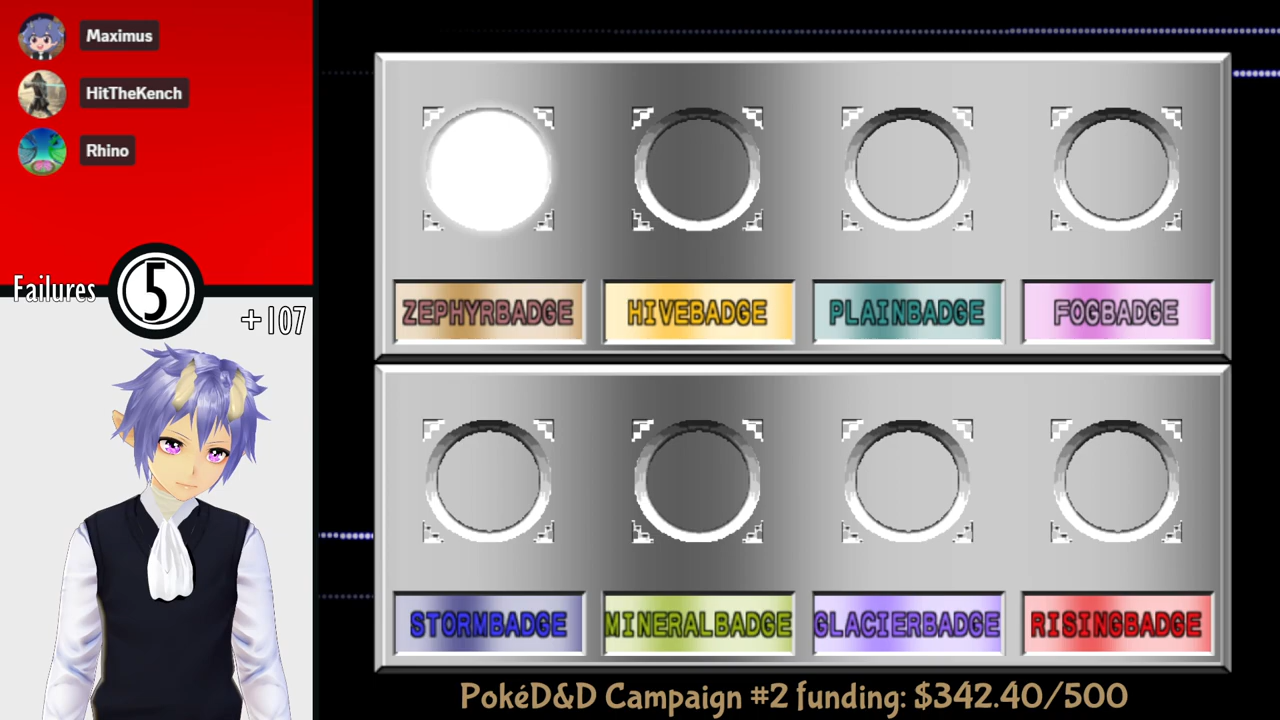 Maximus
HitTheKench
Rhino
Failures 5
+107
ZEPHYRBADGE HIVEBADGE PLAINBADGE FOGBADGE
STORMBADGE MINERALBADGE GLACIERBADGE RISINGBADGE
PokéD&D Campaign #2 funding: $342.40/500